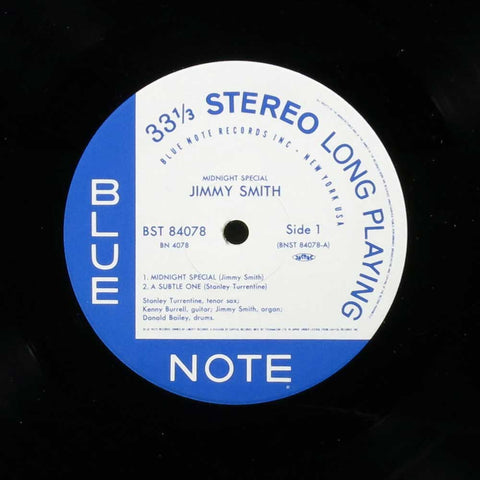 33 1/3 STEREO LONG PLAYING
BLUE NOTE RECORDS INC • NEW YORK USA
MIDNIGHT SPECIAL
JIMMY SMITH
BST 84078 Side 1
BN 4078 (BNST 84078-A)
1. MIDNIGHT SPECIAL (Jimmy Smith)
2. A SUBTLE ONE (Stanley Turrentine)
Stanley Turrentine, tenor sax;
Kenny Burrell, guitar; Jimmy Smith, organ;
Donald Bailey, drums.
BLUE
NOTE